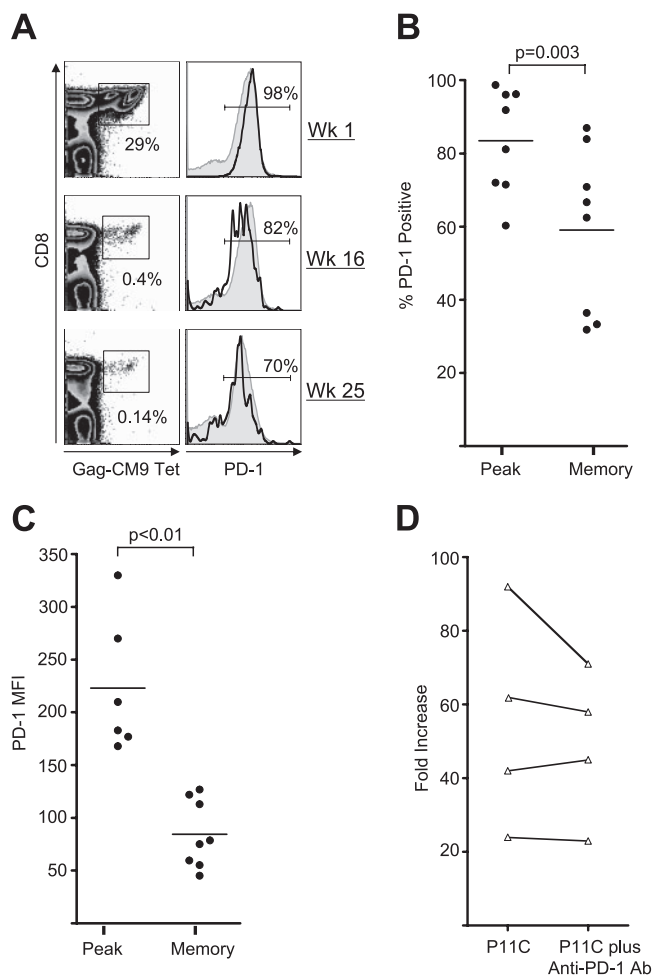 A
98%
29%
Wk 1
82%
0.4%
Wk 16
70%
0.14%
Wk 25
CD8
Gag-CM9 Tet
PD-1
B
p=0.003
100
80
60
40
20
% PD-1 Positive
Peak
Memory
C
p<0.01
350
300
250
200
150
100
50
PD-1 MFI
Peak
Memory
D
100
80
60
40
20
Fold Increase
P11C
P11C plus
Anti-PD-1 Ab